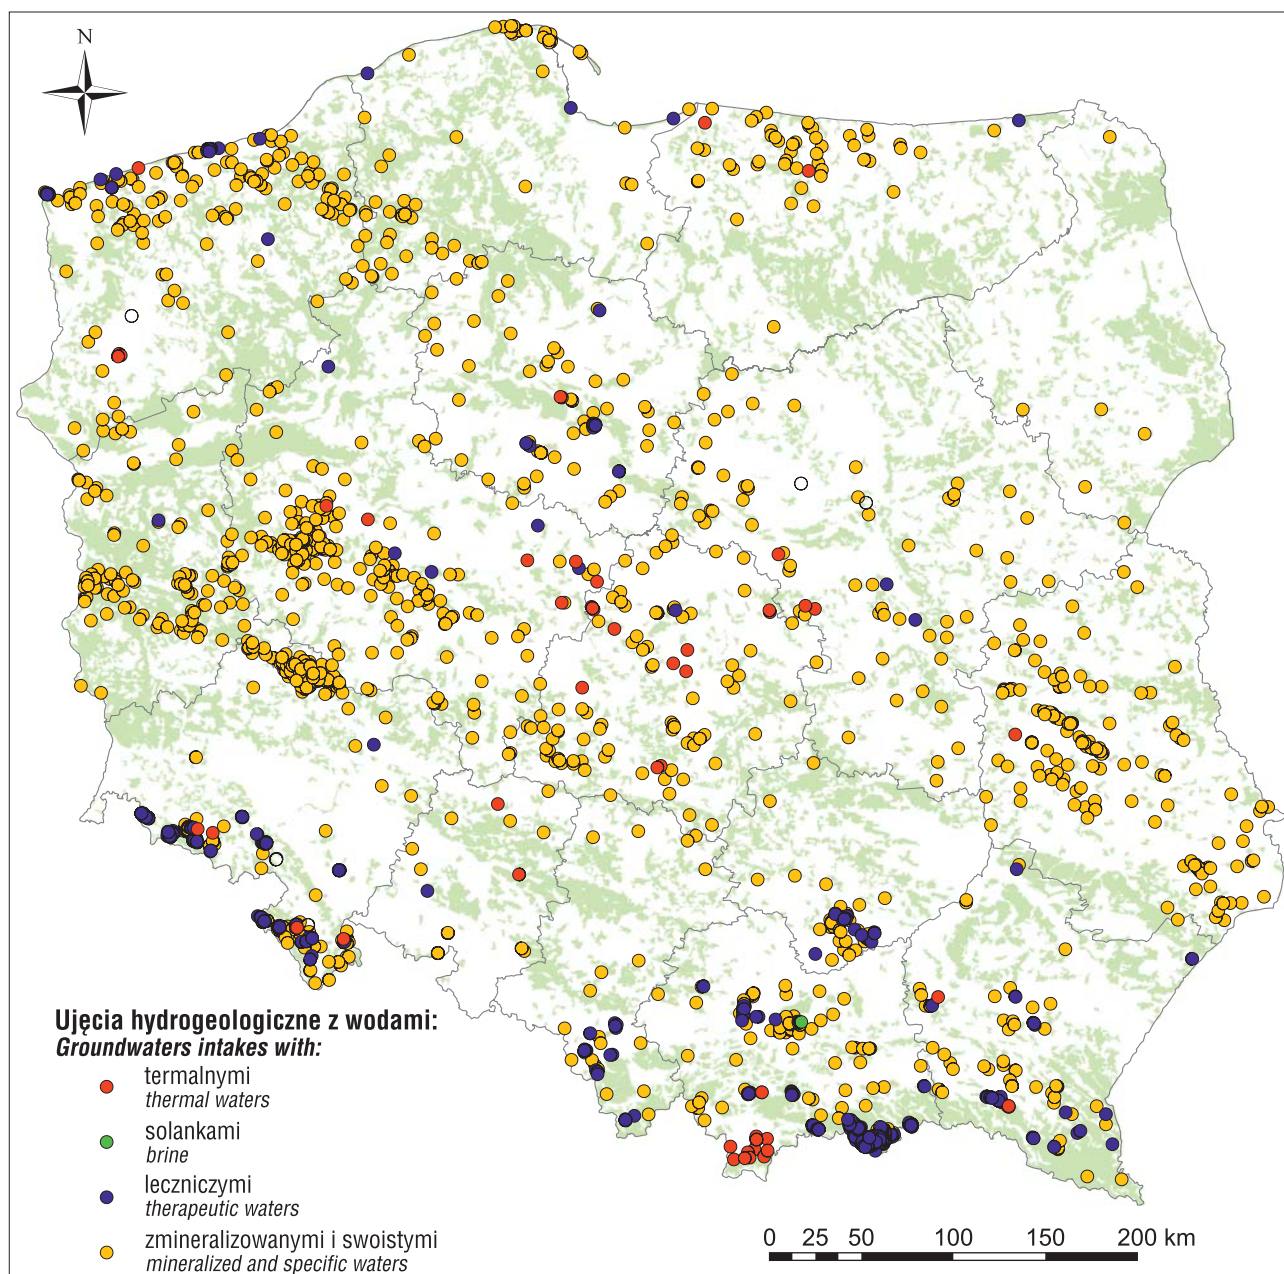 N
Ujęcia hydrogeologiczne z wodami:
Groundwaters intakes with:
termalnymi
thermal waters
solankami
brine
leczniczymi
therapeutic waters
zmineralizowanymi i swoistymi
mineralized and specific waters
0 25 50 100 150 200 km